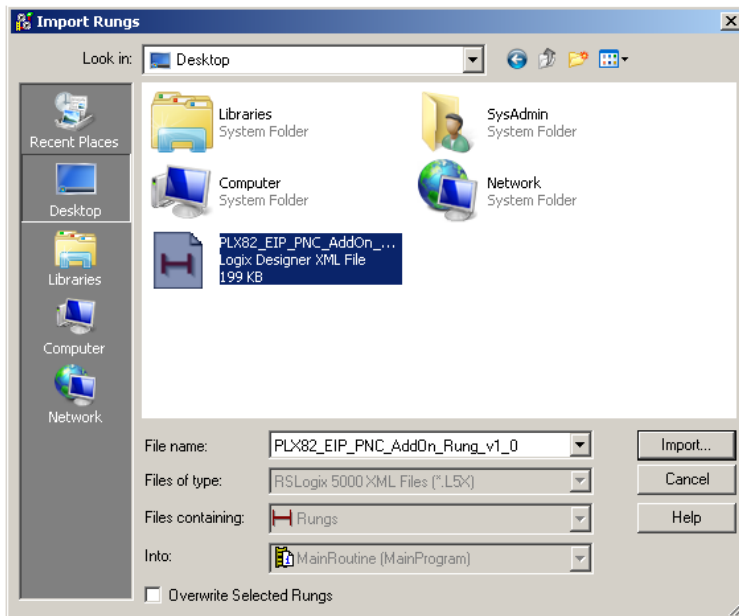 Import Rungs
Look in: Desktop
Recent Places
Desktop
Libraries
Computer
Network
Libraries
System Folder
SysAdmin
System Folder
Computer
System Folder
Network
System Folder
PLX82_EIP_PNC_AddOn_...
Logix Designer XML File
199 KB
File name: PLX82_EIP_PNC_AddOn_Rung_v1_0 Import...
Files of type: RSLogix 5000 XML Files (*.L5X) Cancel
Files containing: Rungs Help
Into: MainRoutine (MainProgram)
Overwrite Selected Rungs